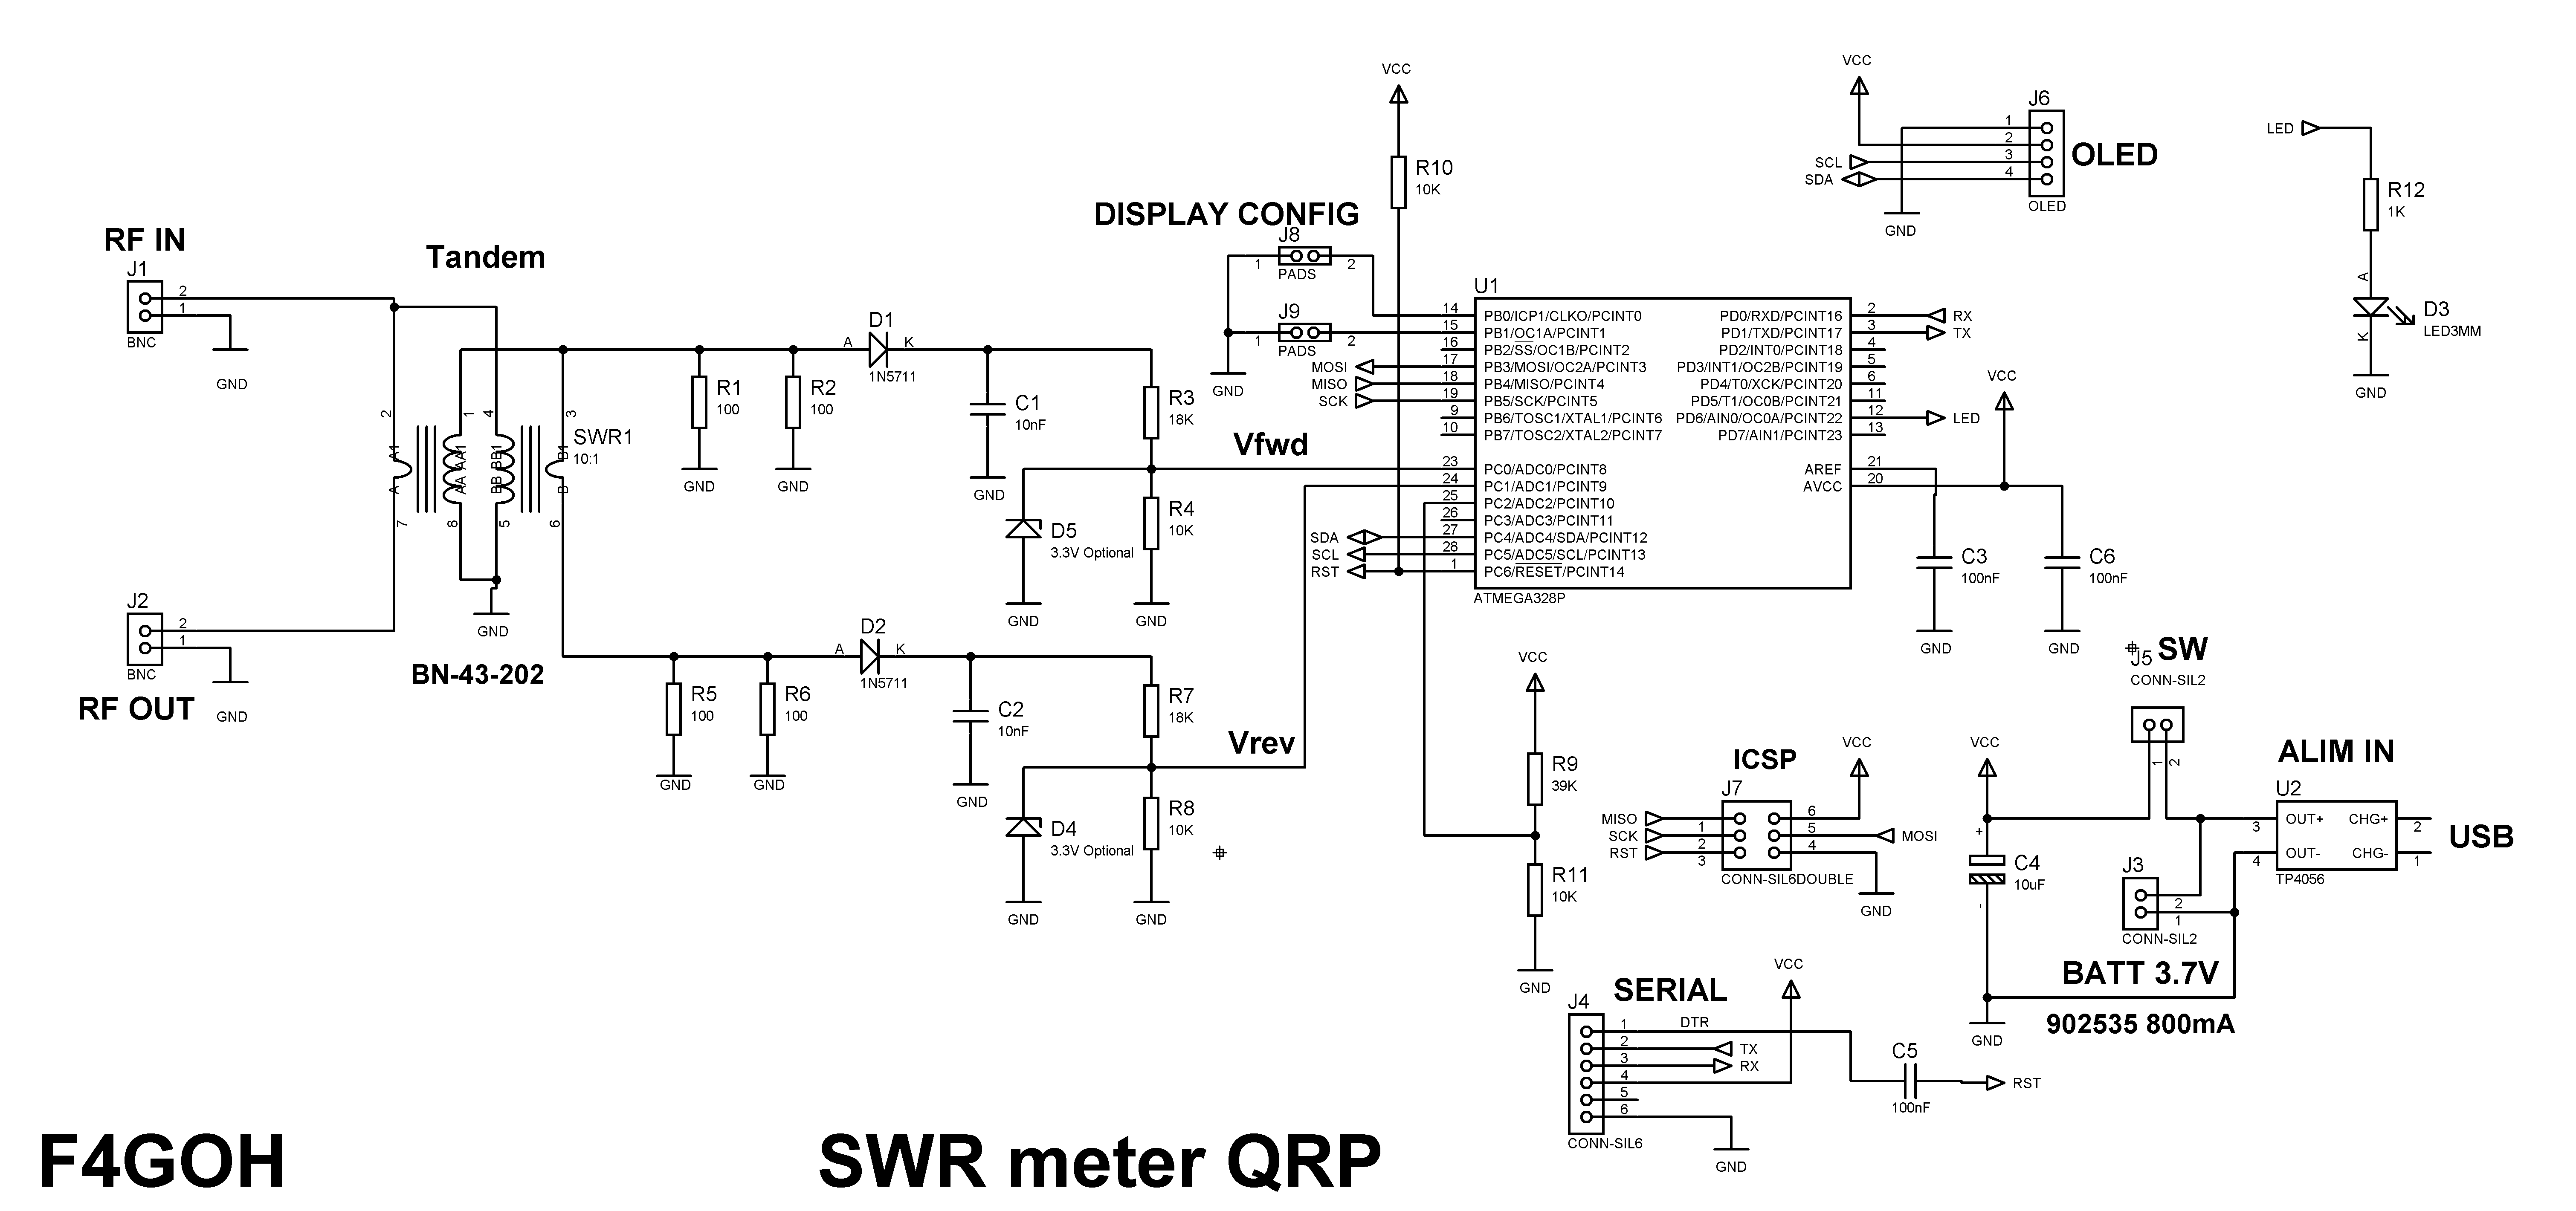 RF IN
J1
2
1
BNC
GND
Tandem
2
1
4
3
A1
AA1
BB1
B1
A
AA
BB
B
7
8
5
6
SWR1
10:1
GND
BN-43-202
J2
2
1
BNC
RF OUT
GND
D1
A
K
1N5711
R1
100
GND
R2
100
GND
C1
10nF
GND
R3
18K
Vfwd
R4
10K
GND
D5
3.3V Optional
GND
D2
A
K
1N5711
R5
100
GND
R6
100
GND
C2
10nF
GND
R7
18K
Vrev
R8
10K
GND
D4
3.3V Optional
GND
DISPLAY CONFIG
J8
1
2
PADS
J9
1
2
PADS
GND
VCC
R10
10K
MOSI
MISO
SCK
SDA
SCL
RST
U1
14 PB0/ICP1/CLKO/PCINT0
15 PB1/OC1A/PCINT1
16 PB2/SS/OC1B/PCINT2
17 PB3/MOSI/OC2A/PCINT3
18 PB4/MISO/PCINT4
19 PB5/SCK/PCINT5
9 PB6/TOSC1/XTAL1/PCINT6
10 PB7/TOSC2/XTAL2/PCINT7
23 PC0/ADC0/PCINT8
24 PC1/ADC1/PCINT9
25 PC2/ADC2/PCINT10
26 PC3/ADC3/PCINT11
27 PC4/ADC4/SDA/PCINT12
28 PC5/ADC5/SCL/PCINT13
1 PC6/RESET/PCINT14
PD0/RXD/PCINT16 2 RX
PD1/TXD/PCINT17 3 TX
PD2/INT0/PCINT18 4
PD3/INT1/OC2B/PCINT19 5
PD4/T0/XCK/PCINT20 6
PD5/T1/OC0B/PCINT21 11
PD6/AIN0/OC0A/PCINT22 12 LED
PD7/AIN1/PCINT23 13
AREF 21
AVCC 20
ATMEGA328P
VCC
C3
100nF
GND
C6
100nF
GND
VCC
J6
1
2
SCL 3
SDA 4
OLED
OLED
GND
LED
R12
1K
A
D3
LED3MM
K
GND
VCC
R9
39K
R11
10K
GND
ICSP
VCC
J7
MISO
SCK 1
RST 2
3
6
5 MOSI
4
CONN-SIL6DOUBLE
GND
SW
J5
CONN-SIL2
1
2
VCC
+
C4
10uF
-
GND
ALIM IN
U2
3 OUT+ CHG+ 2
4 OUT- CHG- 1
TP4056
USB
J3
2
1
CONN-SIL2
BATT 3.7V
902535 800mA
SERIAL
VCC
J4
1 DTR
2 TX
3 RX
4
5
6
CONN-SIL6
GND
C5
100nF
RST
F4GOH
SWR meter QRP